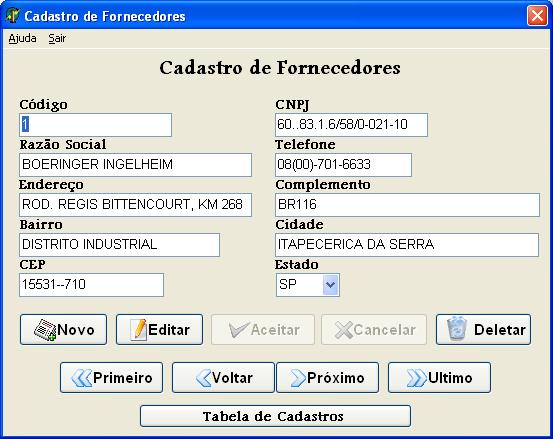 Cadastro de Fornecedores
Ajuda Sair
Cadastro de Fornecedores
Código CNPJ
1 60..83.1.6/58/0-021-10
Razão Social Telefone
BOERINGER INGELHEIM 08(00)-701-6633
Endereço Complemento
ROD. REGIS BITTENCOURT, KM 268 BR116
Bairro Cidade
DISTRITO INDUSTRIAL ITAPECERICA DA SERRA
CEP Estado
15531--710 SP
Novo Editar Aceitar Cancelar Deletar
Primeiro Voltar Próximo Ultimo
Tabela de Cadastros